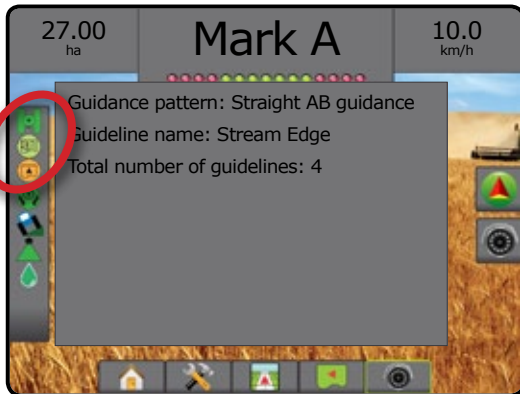 27.00
ha
Mark A
10.0
km/h
Guidance pattern: Straight AB guidance
Guideline name: Stream Edge
Total number of guidelines: 4